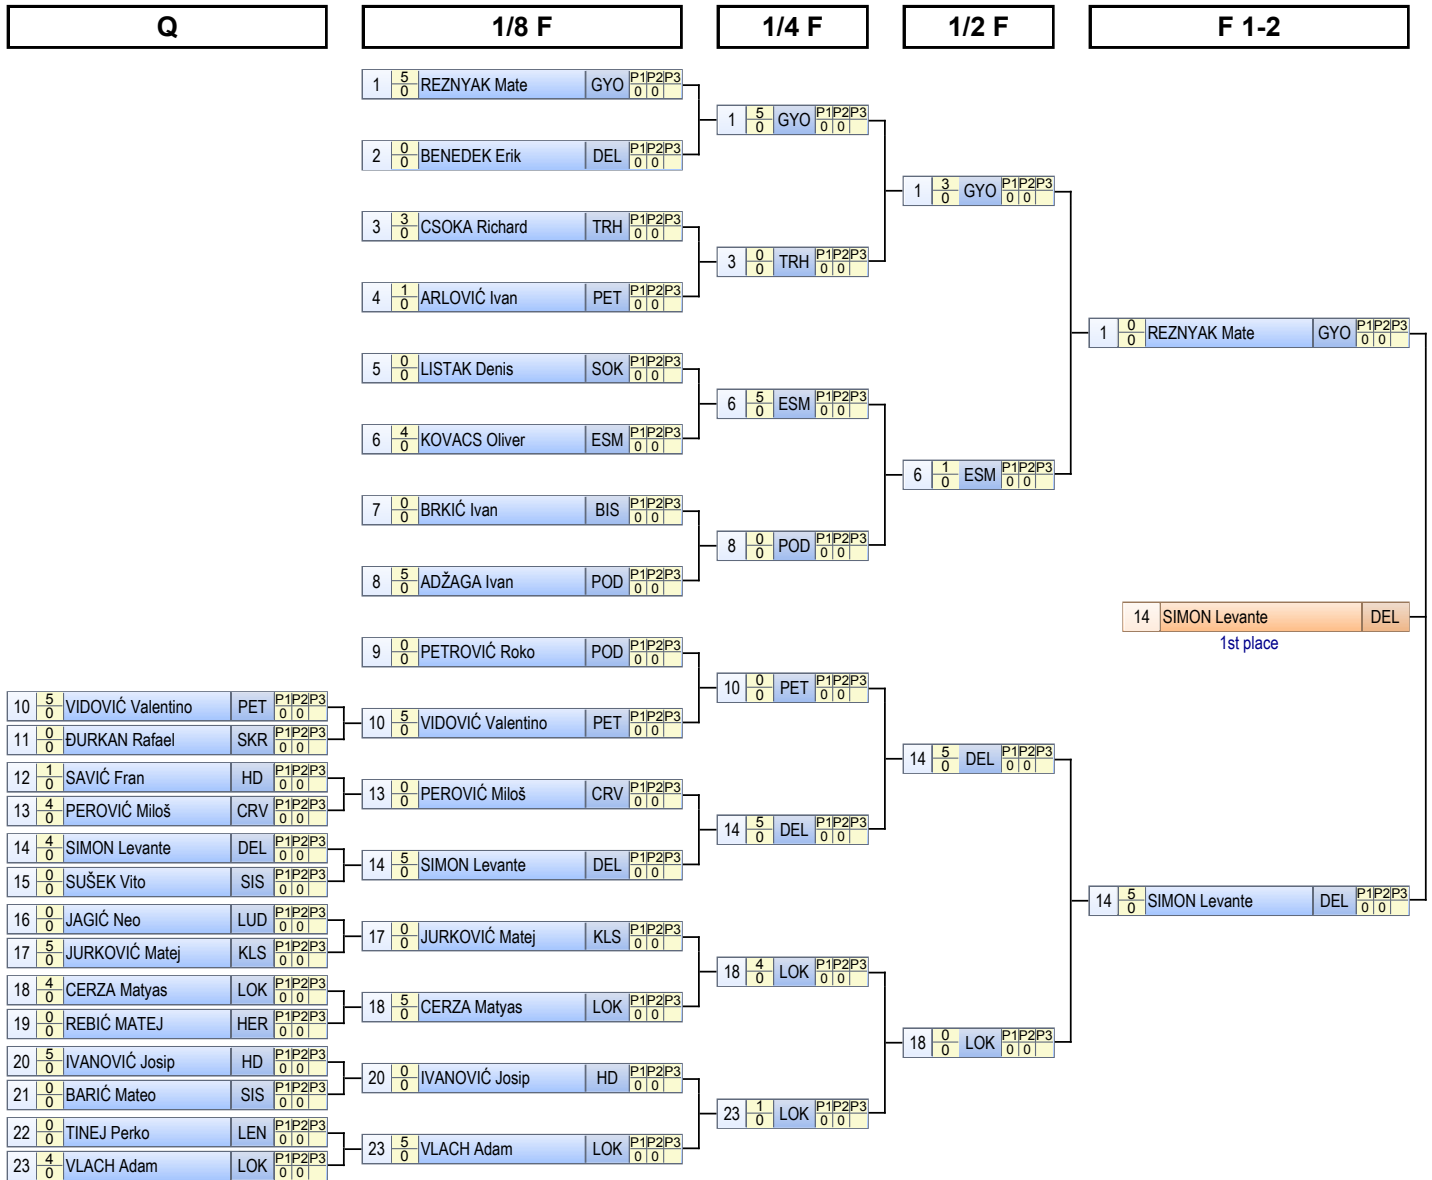 Q 1/8 F 1/4 F 1/2 F F 1-2
1 5 0 REZNYAK Mate GYO P1 P2 P3 0 0
2 0 0 BENEDEK Erik DEL P1 P2 P3 0 0
3 3 0 CSOKA Richard TRH P1 P2 P3 0 0
4 1 0 ARLOVIĆ Ivan PET P1 P2 P3 0 0
5 0 0 LISTAK Denis SOK P1 P2 P3 0 0
6 4 0 KOVACS Oliver ESM P1 P2 P3 0 0
7 0 0 BRKIĆ Ivan BIS P1 P2 P3 0 0
8 5 0 ADŽAGA Ivan POD P1 P2 P3 0 0
9 0 0 PETROVIĆ Roko POD P1 P2 P3 0 0
10 5 0 VIDOVIĆ Valentino PET P1 P2 P3 0 0
11 0 0 ĐURKAN Rafael SKR P1 P2 P3 0 0
12 1 0 SAVIĆ Fran HD P1 P2 P3 0 0
13 4 0 PEROVIĆ Miloš CRV P1 P2 P3 0 0
14 4 0 SIMON Levante DEL P1 P2 P3 0 0
15 0 0 SUŠEK Vito SIS P1 P2 P3 0 0
16 0 0 JAGIĆ Neo LUD P1 P2 P3 0 0
17 5 0 JURKOVIĆ Matej KLS P1 P2 P3 0 0
18 4 0 CERZA Matyas LOK P1 P2 P3 0 0
19 0 0 REBIĆ MATEJ HER P1 P2 P3 0 0
20 5 0 IVANOVIĆ Josip HD P1 P2 P3 0 0
21 0 0 BARIĆ Mateo SIS P1 P2 P3 0 0
22 0 0 TINEJ Perko LEN P1 P2 P3 0 0
23 4 0 VLACH Adam LOK P1 P2 P3 0 0
10 5 0 VIDOVIĆ Valentino PET P1 P2 P3 0 0
13 0 0 PEROVIĆ Miloš CRV P1 P2 P3 0 0
14 5 0 SIMON Levante DEL P1 P2 P3 0 0
17 0 0 JURKOVIĆ Matej KLS P1 P2 P3 0 0
18 5 0 CERZA Matyas LOK P1 P2 P3 0 0
20 0 0 IVANOVIĆ Josip HD P1 P2 P3 0 0
23 5 0 VLACH Adam LOK P1 P2 P3 0 0
1 5 0 GYO P1 P2 P3 0 0
3 0 0 TRH P1 P2 P3 0 0
6 5 0 ESM P1 P2 P3 0 0
8 0 0 POD P1 P2 P3 0 0
10 0 0 PET P1 P2 P3 0 0
14 5 0 DEL P1 P2 P3 0 0
18 4 0 LOK P1 P2 P3 0 0
23 1 0 LOK P1 P2 P3 0 0
1 3 0 GYO P1 P2 P3 0 0
6 1 0 ESM P1 P2 P3 0 0
14 5 0 DEL P1 P2 P3 0 0
18 0 0 LOK P1 P2 P3 0 0
1 0 0 REZNYAK Mate GYO P1 P2 P3 0 0
14 SIMON Levante DEL
1st place
14 5 0 SIMON Levante DEL P1 P2 P3 0 0